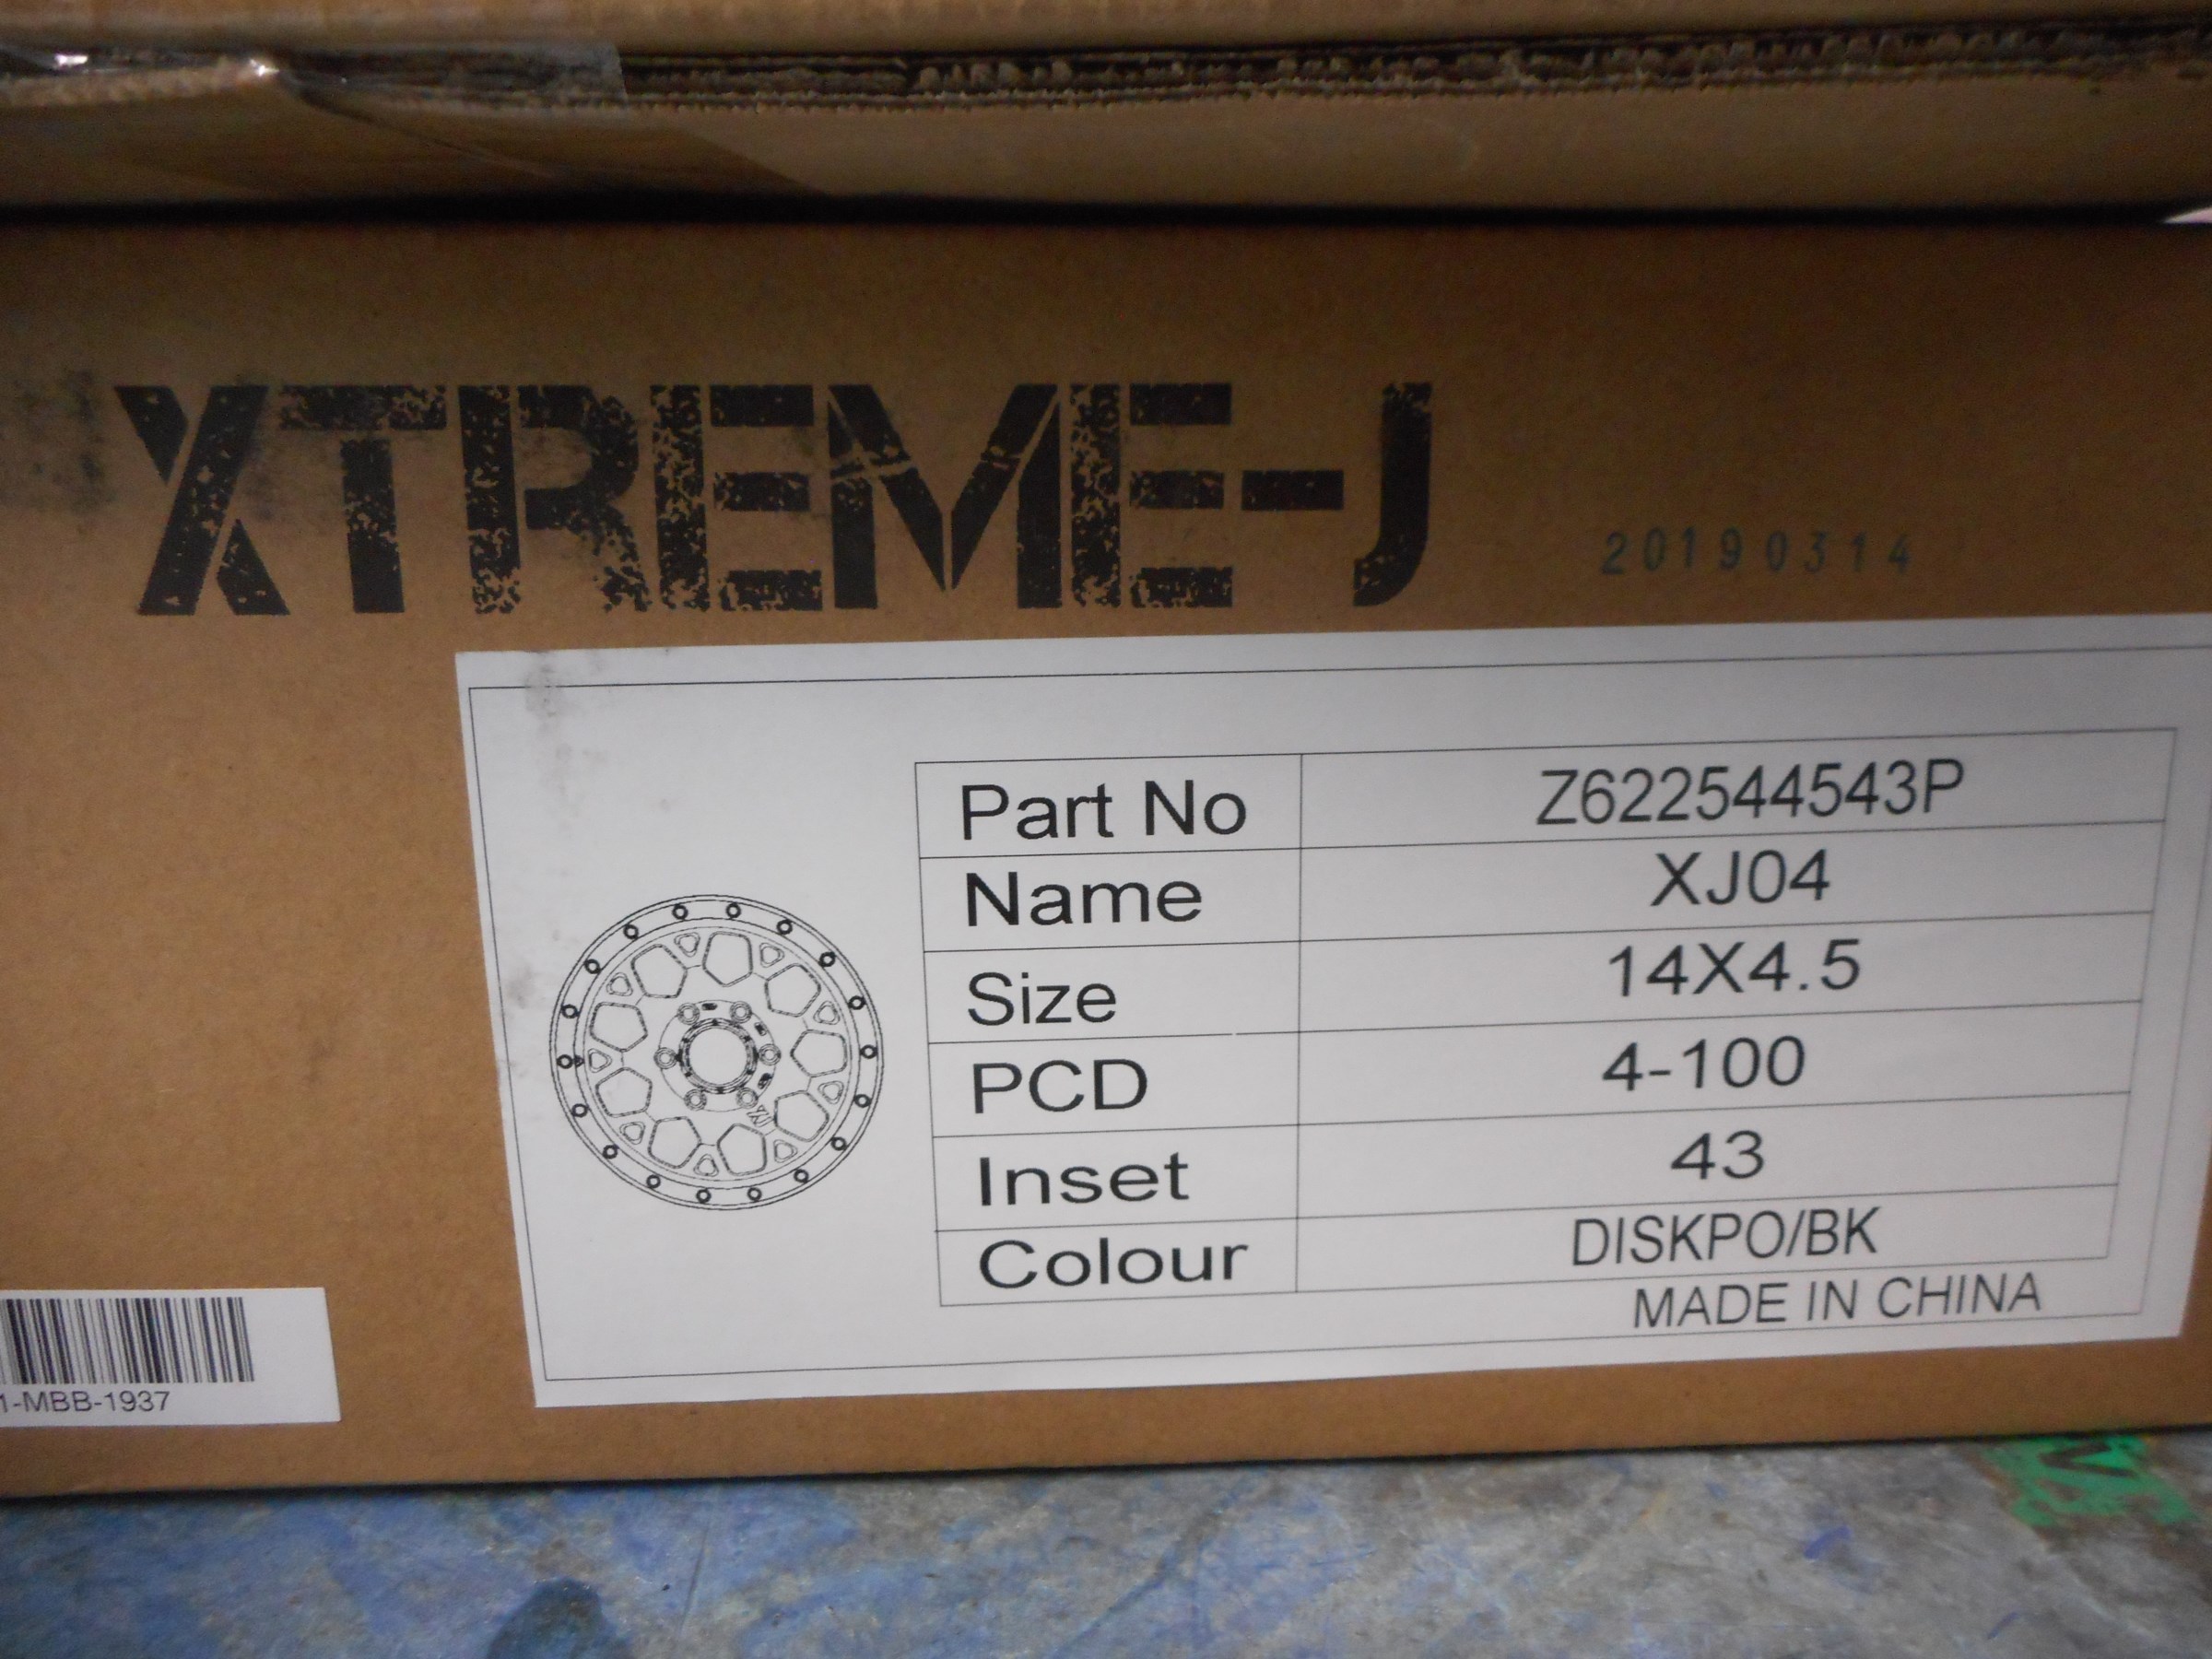 XTREME-J
20190314
Part No Z622544543P
Name XJ04
Size 14X4.5
PCD 4-100
Inset 43
Colour DISKPO/BK
MADE IN CHINA
1-MBB-1937